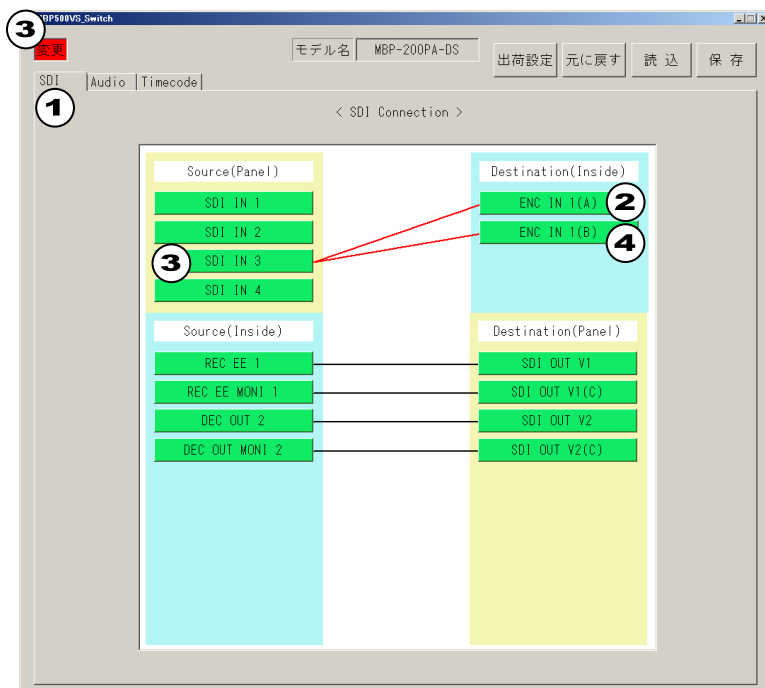 MBP500VS_Switch
3
変更
モデル名 MBP-200PA-DS
出荷設定 元に戻す 読 込 保 存
SDI Audio Timecode
1
< SDI Connection >
Source(Panel)
SDI IN 1
SDI IN 2
3 SDI IN 3
SDI IN 4
Destination(Inside)
ENC IN 1(A) 2
ENC IN 1(B) 4
Source(Inside)
REC EE 1
REC EE MONI 1
DEC OUT 2
DEC OUT MONI 2
Destination(Panel)
SDI OUT V1
SDI OUT V1(C)
SDI OUT V2
SDI OUT V2(C)